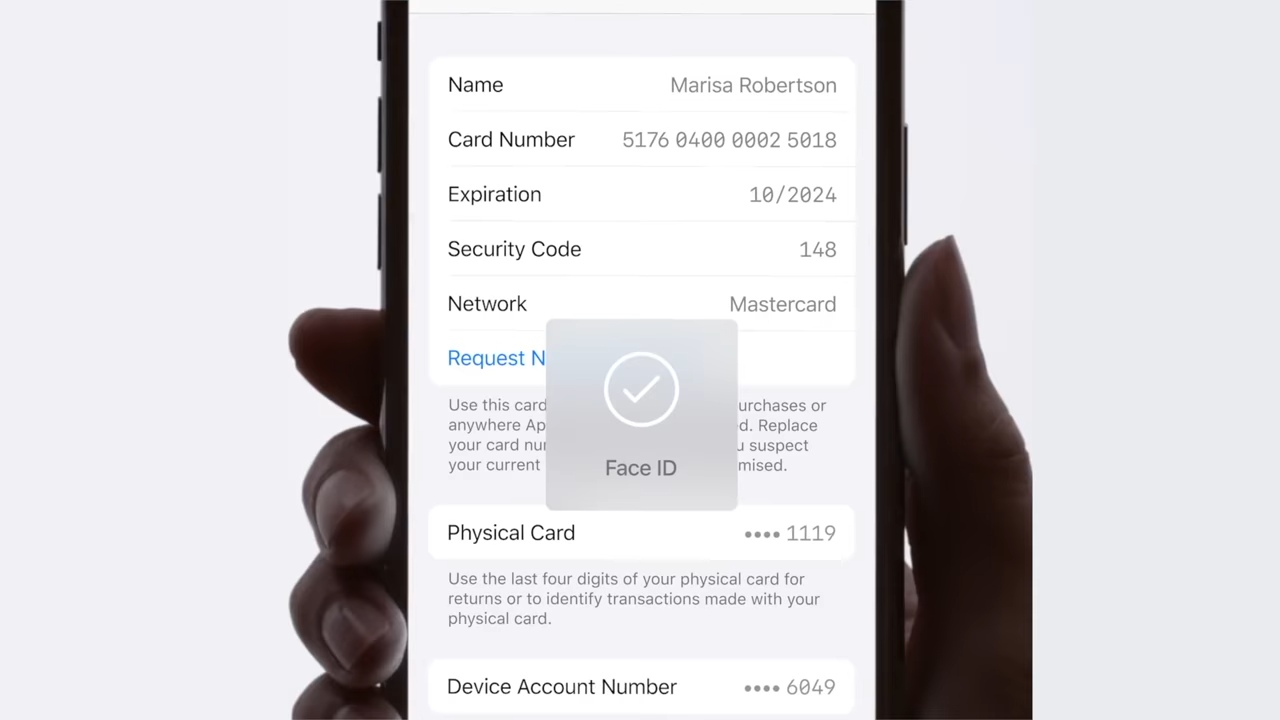 Name Marisa Robertson
Card Number 5176 0400 0002 5018
Expiration 10/2024
Security Code 148
Network Mastercard
Request N
Use this card urchases or
anywhere Ap d. Replace
your card nu u suspect
your current mised.
Face ID
Physical Card •••• 1119
Use the last four digits of your physical card for
returns or to identify transactions made with your
physical card.
Device Account Number •••• 6049